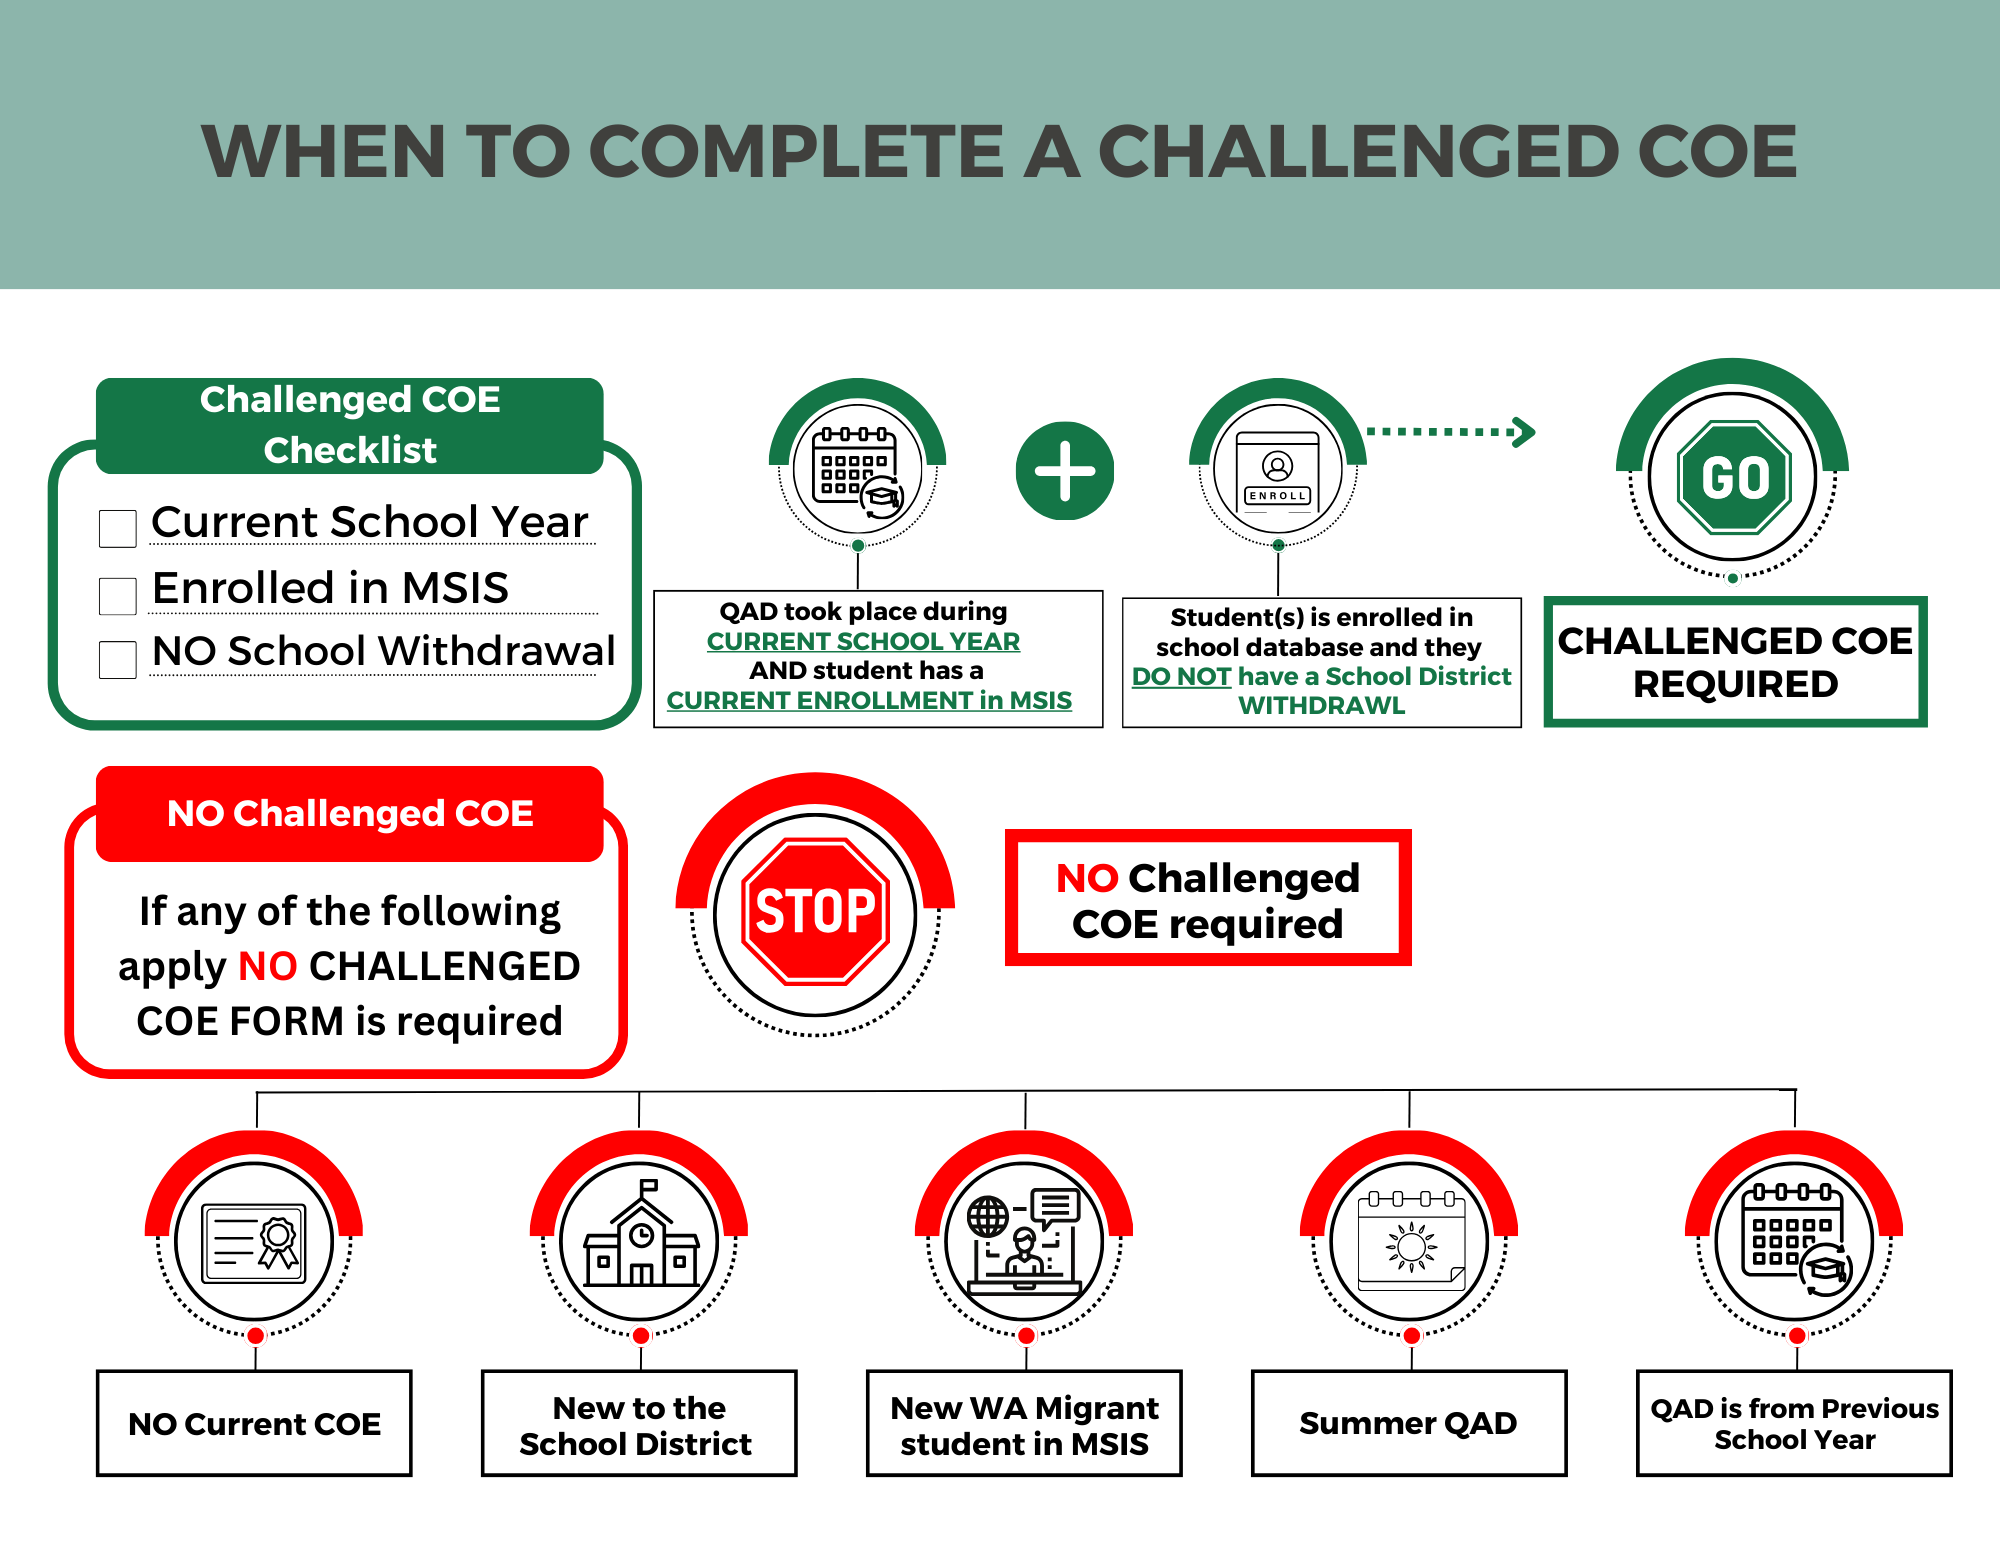 WHEN TO COMPLETE A CHALLENGED COE
Challenged COE
Checklist
Current School Year
Enrolled in MSIS
NO School Withdrawal
ENROLL
GO
QAD took place during
CURRENT SCHOOL YEAR
AND student has a
CURRENT ENROLLMENT in MSIS
Student(s) is enrolled in
school database and they
DO NOT have a School District
WITHDRAWL
CHALLENGED COE
REQUIRED
NO Challenged COE
If any of the following
apply NO CHALLENGED
COE FORM is required
STOP
NO Challenged
COE required
NO Current COE
New to the
School District
New WA Migrant
student in MSIS
Summer QAD
QAD is from Previous
School Year